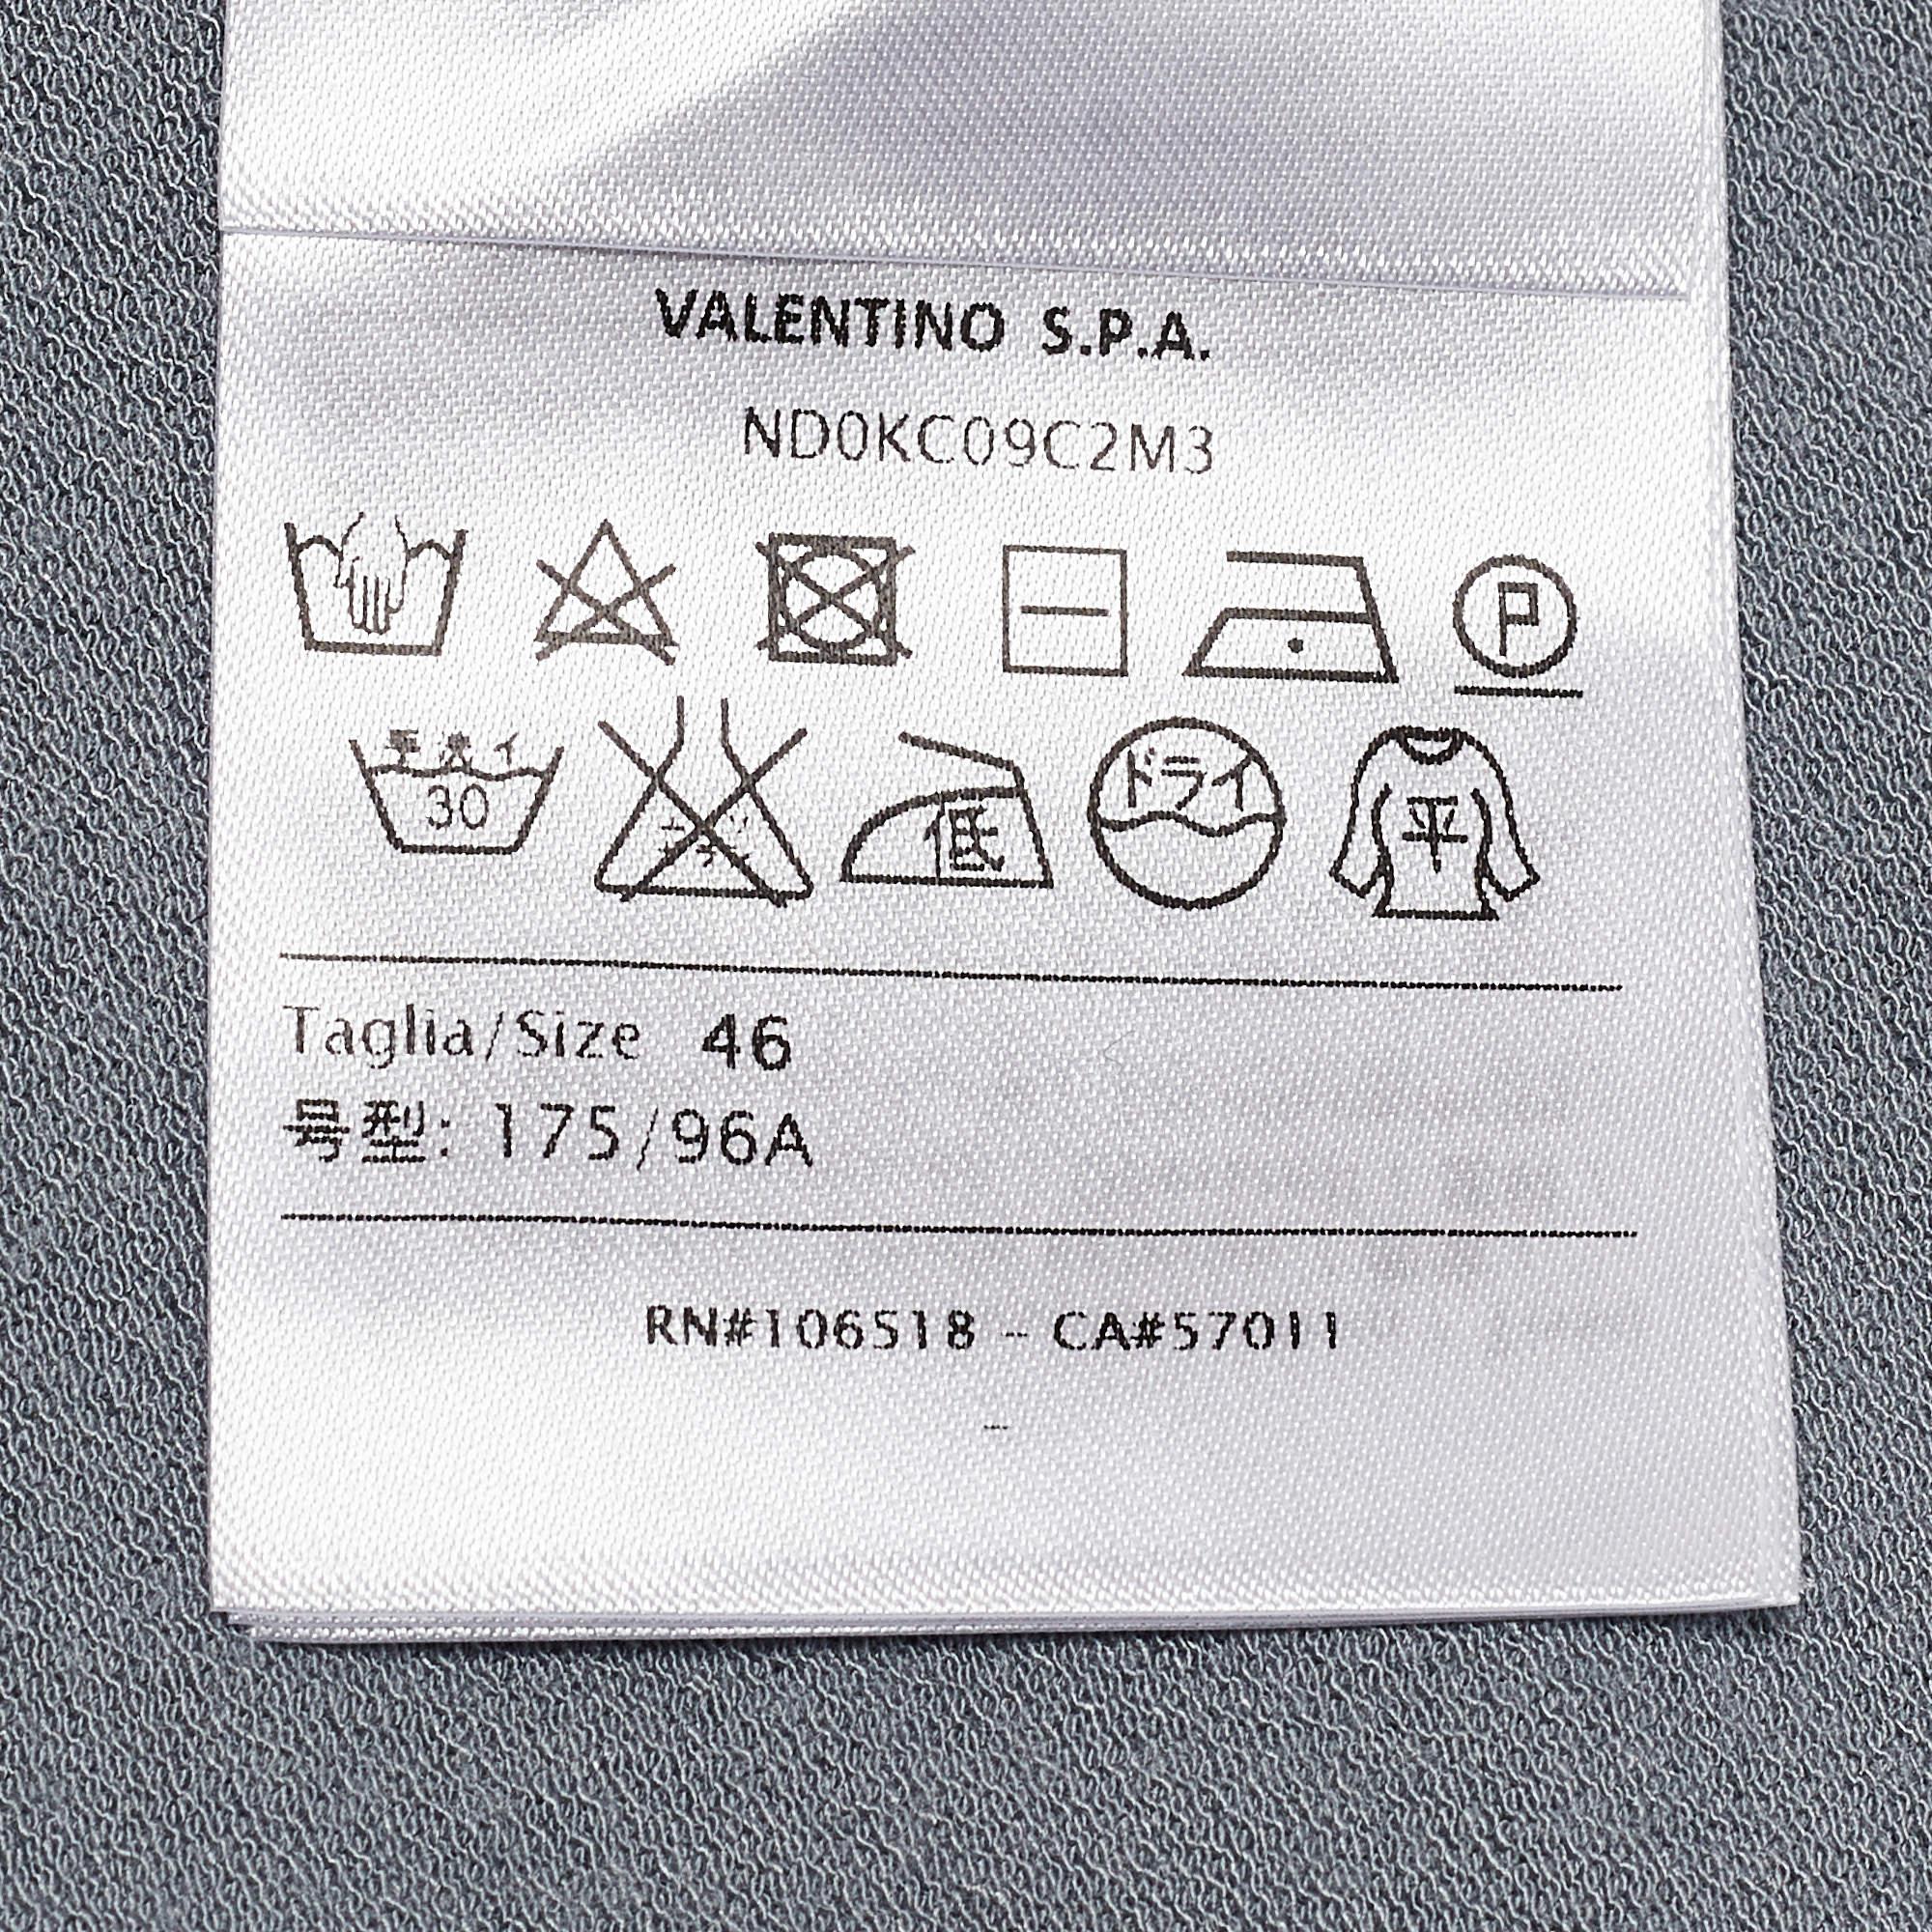 VALENTINO S.P.A.
ND0KC09C2M3
P
手洗イ
30
低
ドライ
平
Taglia/Size 46
号型: 175/96A
RN#106518 - CA#57011
-